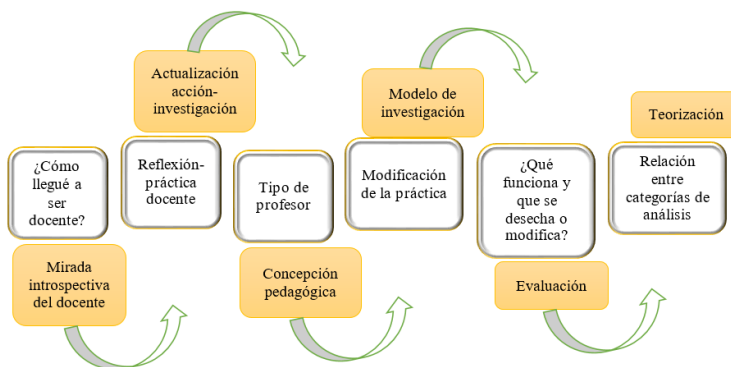 ¿Cómo
llegué a
ser
docente?
Mirada
introspectiva
del docente
Actualización
acción-
investigación
Reflexión-
práctica
docente
Tipo de
profesor
Concepción
pedagógica
Modelo de
investigación
Modificación
de la práctica
¿Qué
funciona y
que se
desecha o
modifica?
Evaluación
Teorización
Relación
entre
categorías de
análisis